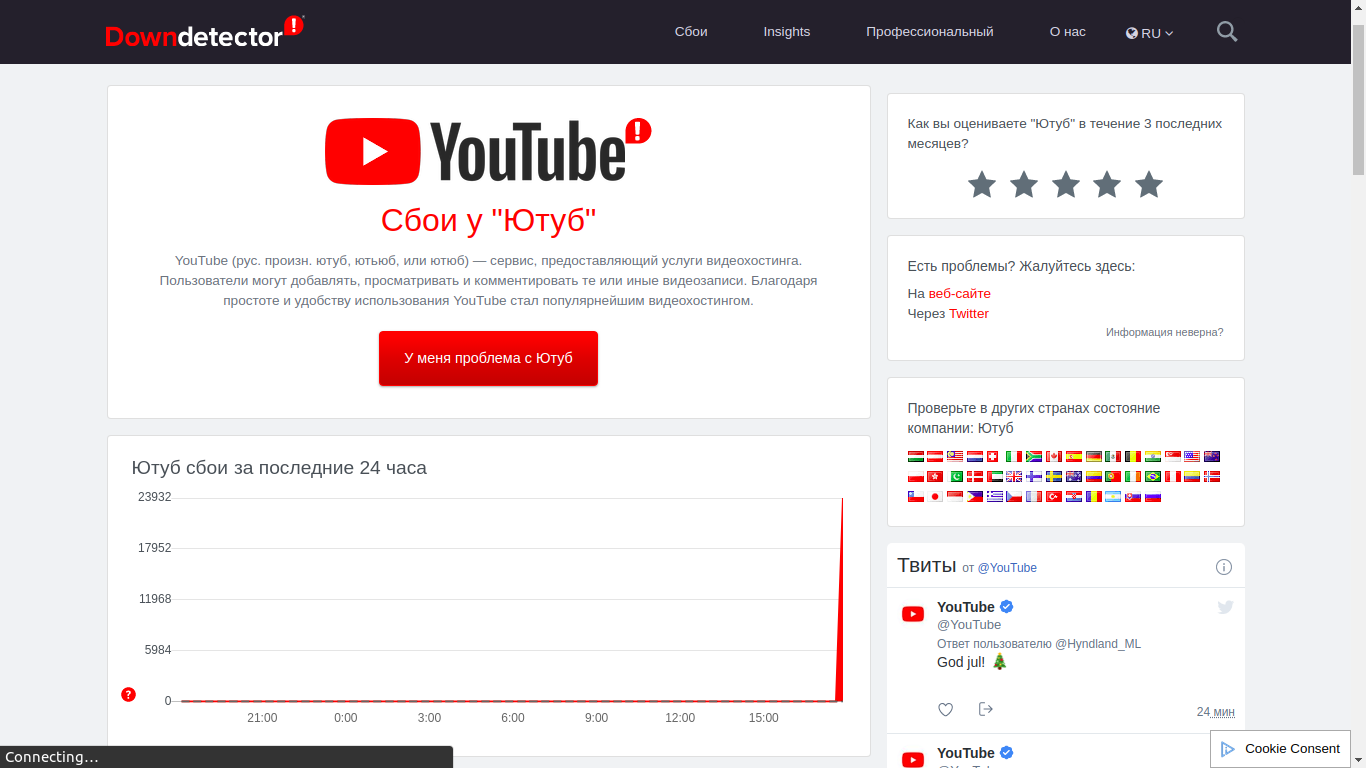 Downdetector
Сбои
Insights
Профессиональный
О нас
RU
YouTube
Сбои у "Ютуб"
YouTube (рус. произн. ютуб, ютьюб, или ютюб) — сервис, предоставляющий услуги видеохостинга.
Пользователи могут добавлять, просматривать и комментировать те или иные видеозаписи. Благодаря
простоте и удобству использования YouTube стал популярнейшим видеохостингом.
У меня проблема с Ютуб
Ютуб сбои за последние 24 часа
23932
17952
11968
5984
0
21:00
0:00
3:00
6:00
9:00
12:00
15:00
Как вы оцениваете "Ютуб" в течение 3 последних
месяцев?
Есть проблемы? Жалуйтесь здесь:
На веб-сайте
Через Twitter
Информация неверна?
Проверьте в других странах состояние
компании: Ютуб
Твиты от @YouTube
YouTube
@YouTube
Ответ пользователю @Hyndland_ML
God jul! 🎄
24 мин
YouTube
Cookie Consent
Connecting…